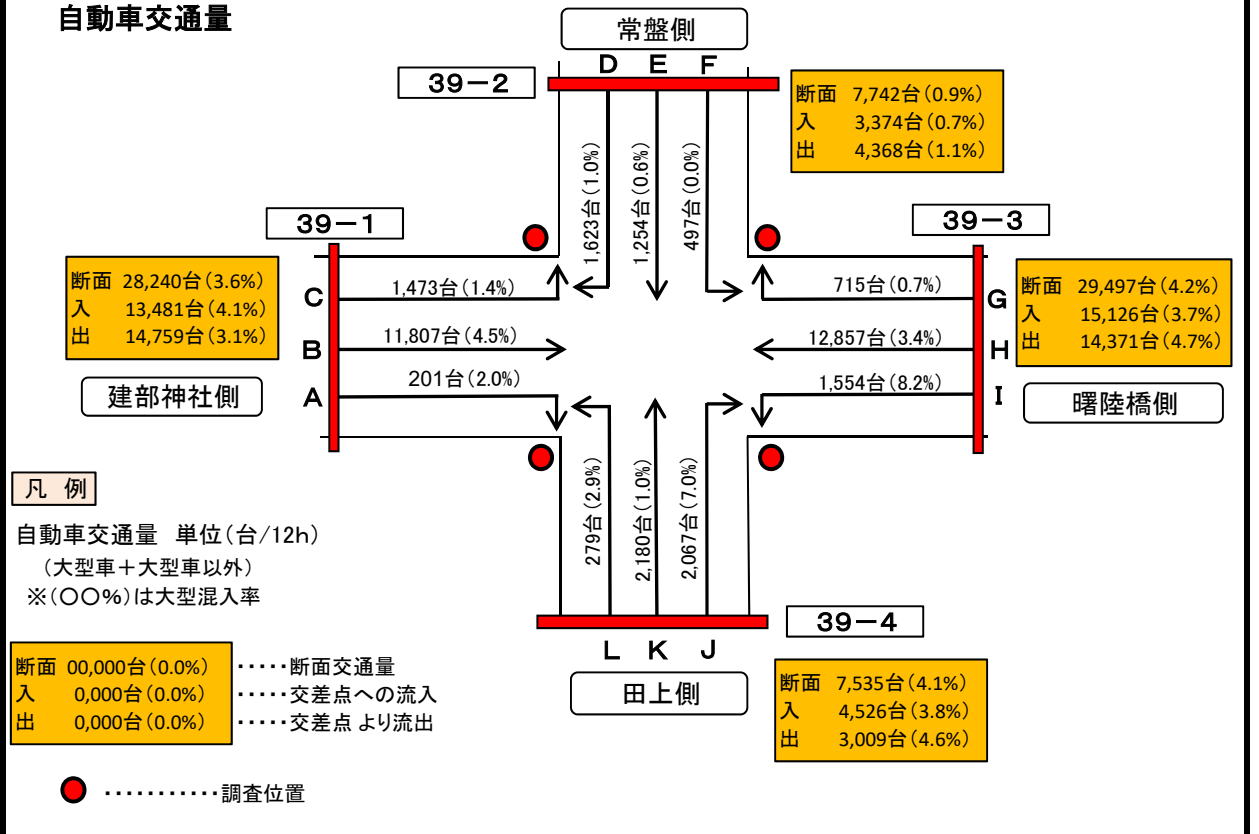 自動車交通量
常盤側
D E F
39-2
断面 7,742台(0.9%)
入 3,374台(0.7%)
出 4,368台(1.1%)
1,623台(1.0%)
1,254台(0.6%)
497台(0.0%)
39-1
39-3
断面 28,240台(3.6%)
入 13,481台(4.1%)
出 14,759台(3.1%)
建部神社側
C
1,473台(1.4%)
B
11,807台(4.5%)
A
201台(2.0%)
715台(0.7%)
G
12,857台(3.4%)
H
1,554台(8.2%)
I
断面 29,497台(4.2%)
入 15,126台(3.7%)
出 14,371台(4.7%)
曙陸橋側
279台(2.9%)
2,180台(1.0%)
2,067台(7.0%)
39-4
L K J
田上側
断面 7,535台(4.1%)
入 4,526台(3.8%)
出 3,009台(4.6%)
凡 例
自動車交通量 単位(台/12h)
(大型車+大型車以外)
※(〇〇%)は大型混入率
断面 00,000台(0.0%) ・・・・・断面交通量
入 0,000台(0.0%) ・・・・・交差点への流入
出 0,000台(0.0%) ・・・・・交差点より流出
・・・・・・・・・・・調査位置